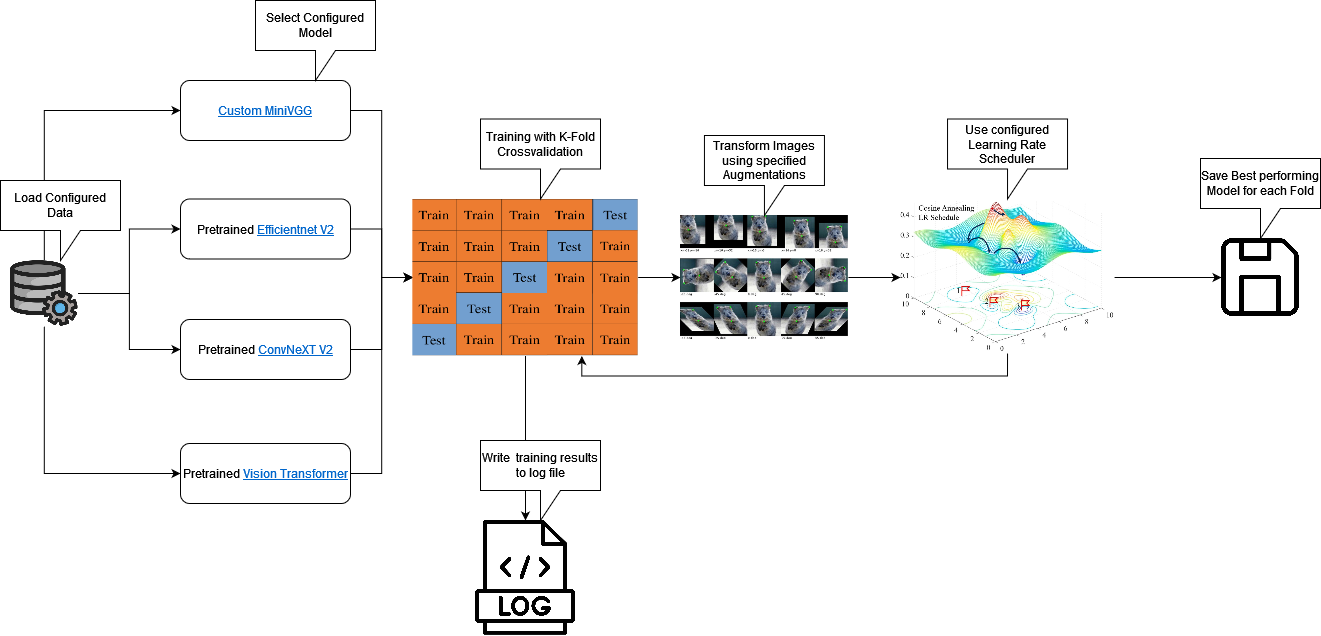 Select Configured
Model
Custom MiniVGG
Load Configured
Data
Pretrained Efficientnet V2
Pretrained ConvNeXT V2
Pretrained Vision Transformer
Training with K-Fold
Crossvalidation
Train Train Train Train Test
Train Train Train Test Train
Train Train Test Train Train
Train Test Train Train Train
Test Train Train Train Train
Write training results
to log file
LOG
Transform Images
using specified
Augmentations
Use configured
Learning Rate
Scheduler
Cosine Annealing
LR Schedule
0.4
0.3
0.2
0.1
0
10
8
6
4
2
0
0
2
4
6
8
10
Save Best performing
Model for each Fold